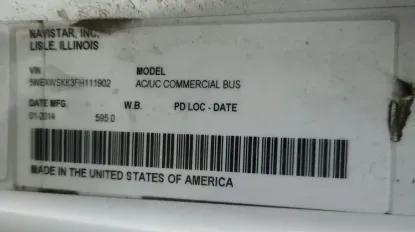 NAVISTAR, INC.
LISLE, ILLINOIS
VIN MODEL
5WEXWSKK3FH111902 AC/UC COMMERCIAL BUS
DATE MFG. W.B. PD LOC - DATE
01-2014 595.0
MADE IN THE UNITED STATES OF AMERICA